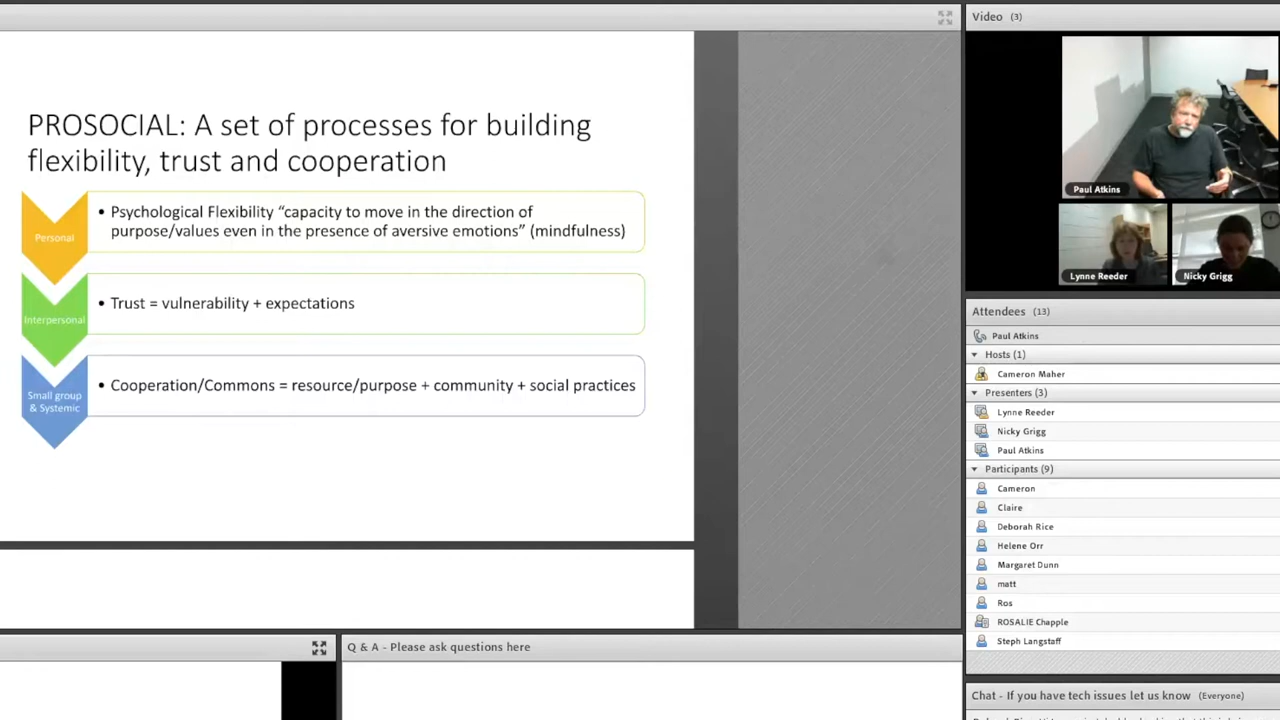 PROSOCIAL: A set of processes for building
flexibility, trust and cooperation
Personal
• Psychological Flexibility “capacity to move in the direction of
purpose/values even in the presence of aversive emotions” (mindfulness)
Interpersonal
• Trust = vulnerability + expectations
Small group
& Systemic
• Cooperation/Commons = resource/purpose + community + social practices
Q & A - Please ask questions here
Video (3)
Paul Atkins
Lynne Reeder
Nicky Grigg
Attendees (13)
Paul Atkins
Hosts (1)
Cameron Maher
Presenters (3)
Lynne Reeder
Nicky Grigg
Paul Atkins
Participants (9)
Cameron
Claire
Deborah Rice
Helene Orr
Margaret Dunn
matt
Ros
ROSALIE Chapple
Steph Langstaff
Chat - If you have tech issues let us know (Everyone)